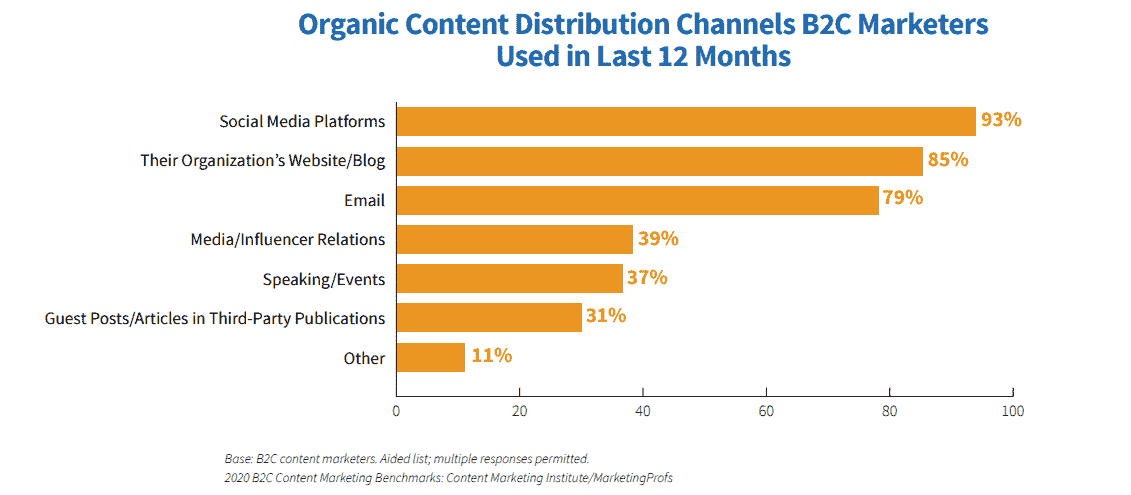 Organic Content Distribution Channels B2C Marketers
Used in Last 12 Months
Social Media Platforms 93%
Their Organization's Website/Blog 85%
Email 79%
Media/Influencer Relations 39%
Speaking/Events 37%
Guest Posts/Articles in Third-Party Publications 31%
Other 11%
0 20 40 60 80 100
Base: B2C content marketers. Aided list; multiple responses permitted.
2020 B2C Content Marketing Benchmarks: Content Marketing Institute/MarketingProfs